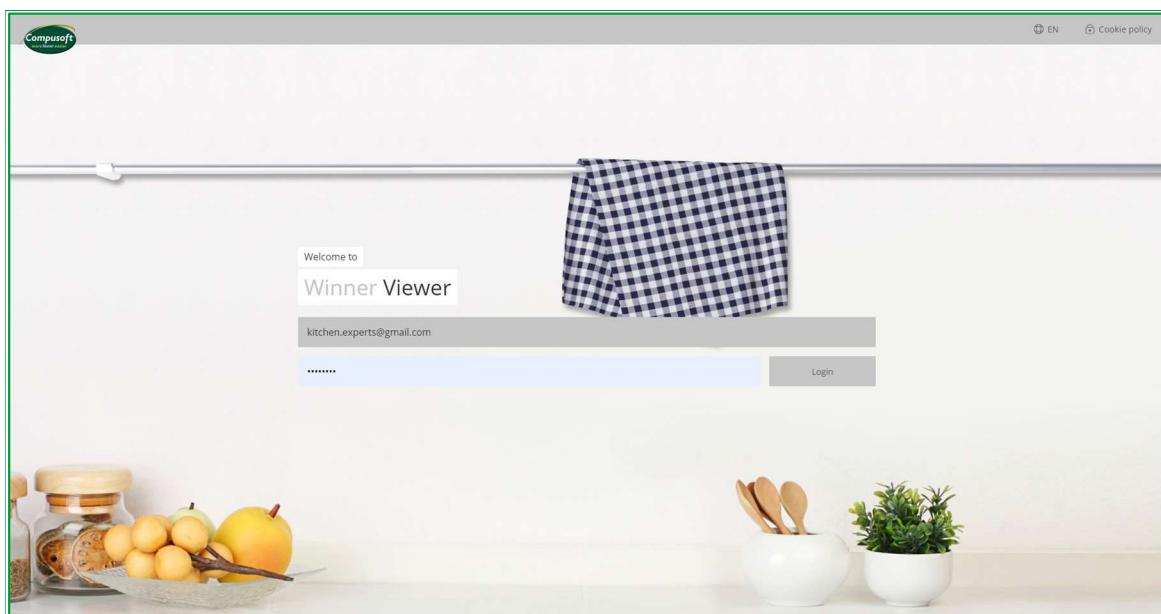 Compusoft
EN
Cookie policy
Welcome to
Winner Viewer
kitchen.experts@gmail.com
••••••••
Login